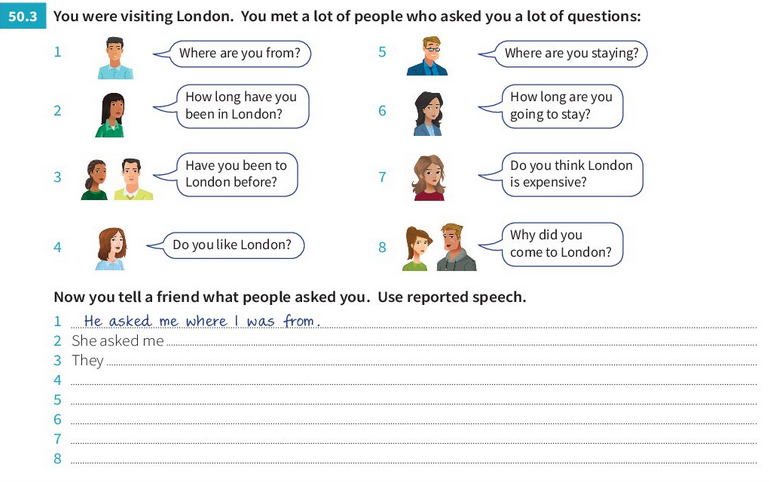 50.3 You were visiting London. You met a lot of people who asked you a lot of questions:
1 Where are you from?
2 How long have you
been in London?
3 Have you been to
London before?
4 Do you like London?
5 Where are you staying?
6 How long are you
going to stay?
7 Do you think London
is expensive?
8 Why did you
come to London?
Now you tell a friend what people asked you. Use reported speech.
1 He asked me where I was from.
2 She asked me
3 They
4
5
6
7
8